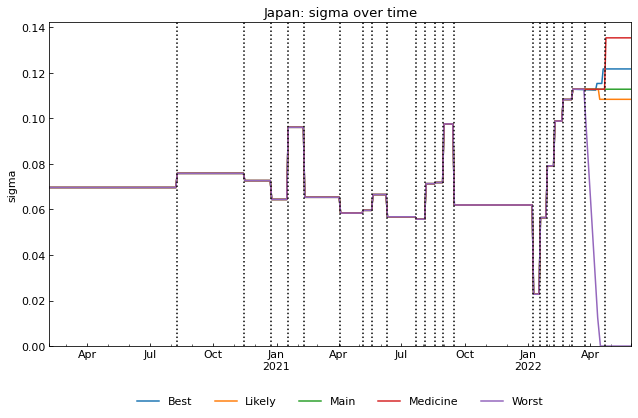 Japan: sigma over time
sigma
0.14
0.12
0.10
0.08
0.06
0.04
0.02
0.00
Apr Jul Oct Jan Apr Jul Oct Jan Apr
2021 2022
Best Likely Main Medicine Worst